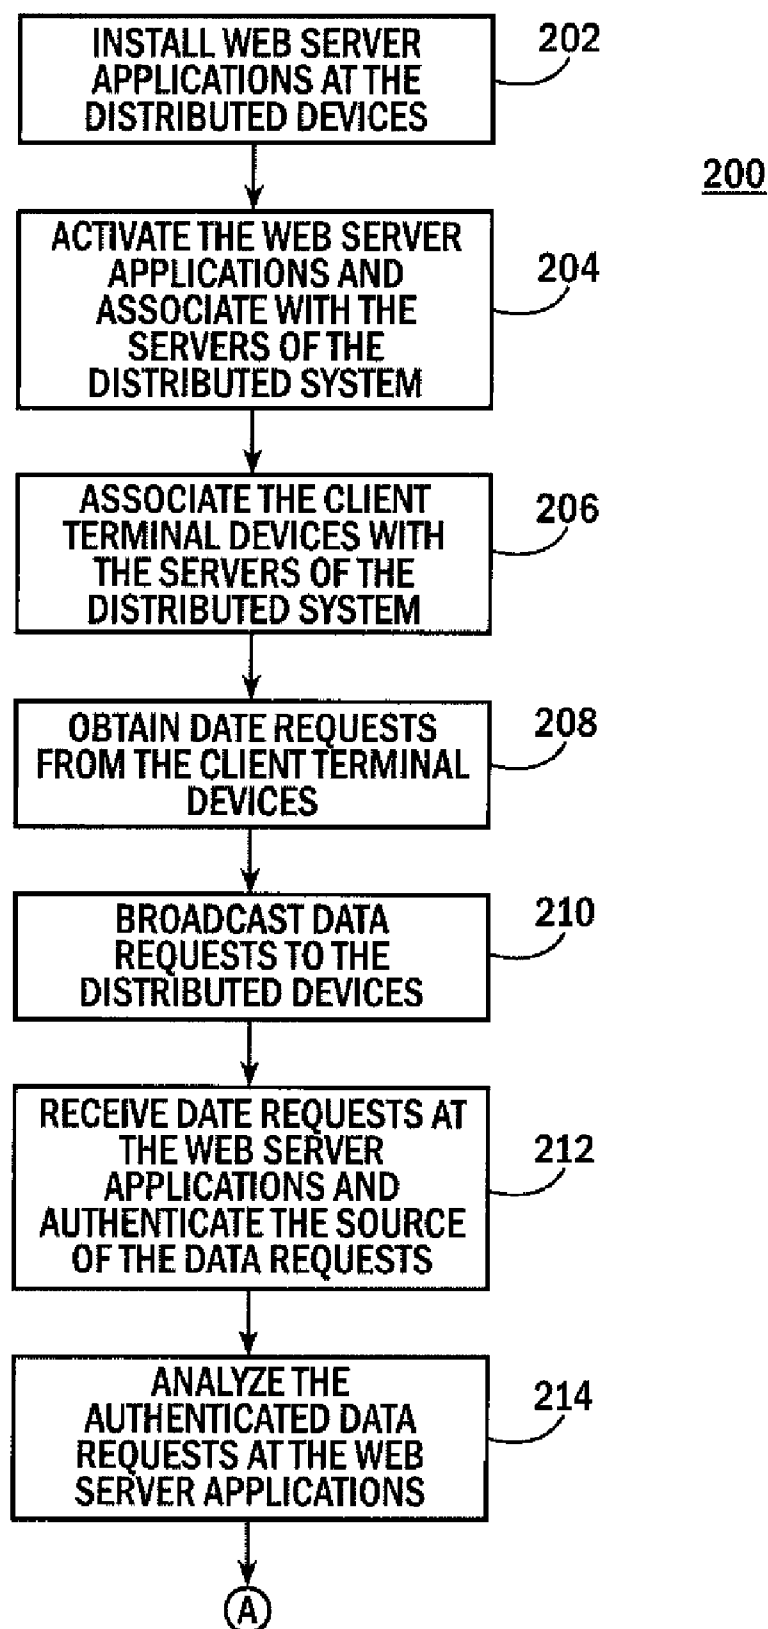 INSTALL WEB SERVER
APPLICATIONS AT THE
DISTRIBUTED DEVICES
202
200
ACTIVATE THE WEB SERVER
APPLICATIONS AND
ASSOCIATE WITH THE
SERVERS OF THE
DISTRIBUTED SYSTEM
204
ASSOCIATE THE CLIENT
TERMINAL DEVICES WITH
THE SERVERS OF THE
DISTRIBUTED SYSTEM
206
OBTAIN DATE REQUESTS
FROM THE CLIENT TERMINAL
DEVICES
208
BROADCAST DATA
REQUESTS TO THE
DISTRIBUTED DEVICES
210
RECEIVE DATE REQUESTS AT
THE WEB SERVER
APPLICATIONS AND
AUTHENTICATE THE SOURCE
OF THE DATA REQUESTS
212
ANALYZE THE
AUTHENTICATED DATA
REQUESTS AT THE WEB
SERVER APPLICATIONS
214
A